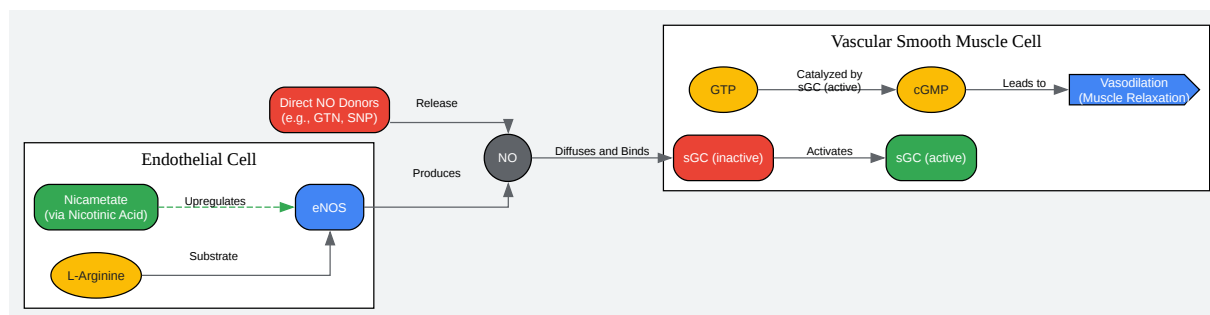 Vascular Smooth Muscle Cell
GTP
Catalyzed by
sGC (active)
cGMP
Leads to
Vasodilation
(Muscle Relaxation)
Direct NO Donors
(e.g., GTN, SNP)
Release
NO
Diffuses and Binds
sGC (inactive)
Activates
sGC (active)
Endothelial Cell
Produces
Nicametate
(via Nicotinic Acid)
Upregulates
eNOS
Substrate
L-Arginine